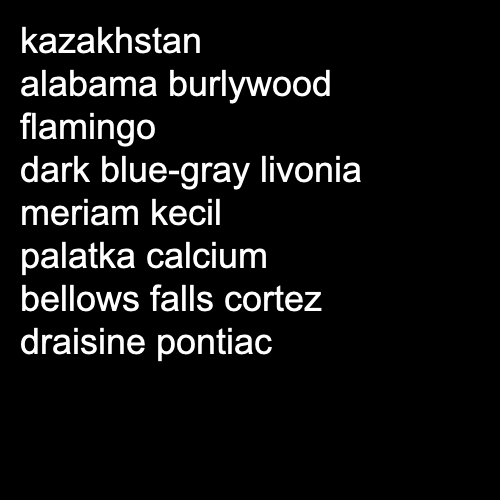 kazakhstan
alabama burlywood
flamingo
dark blue-gray livonia
meriam kecil
palatka calcium
bellows falls cortez
draisine pontiac